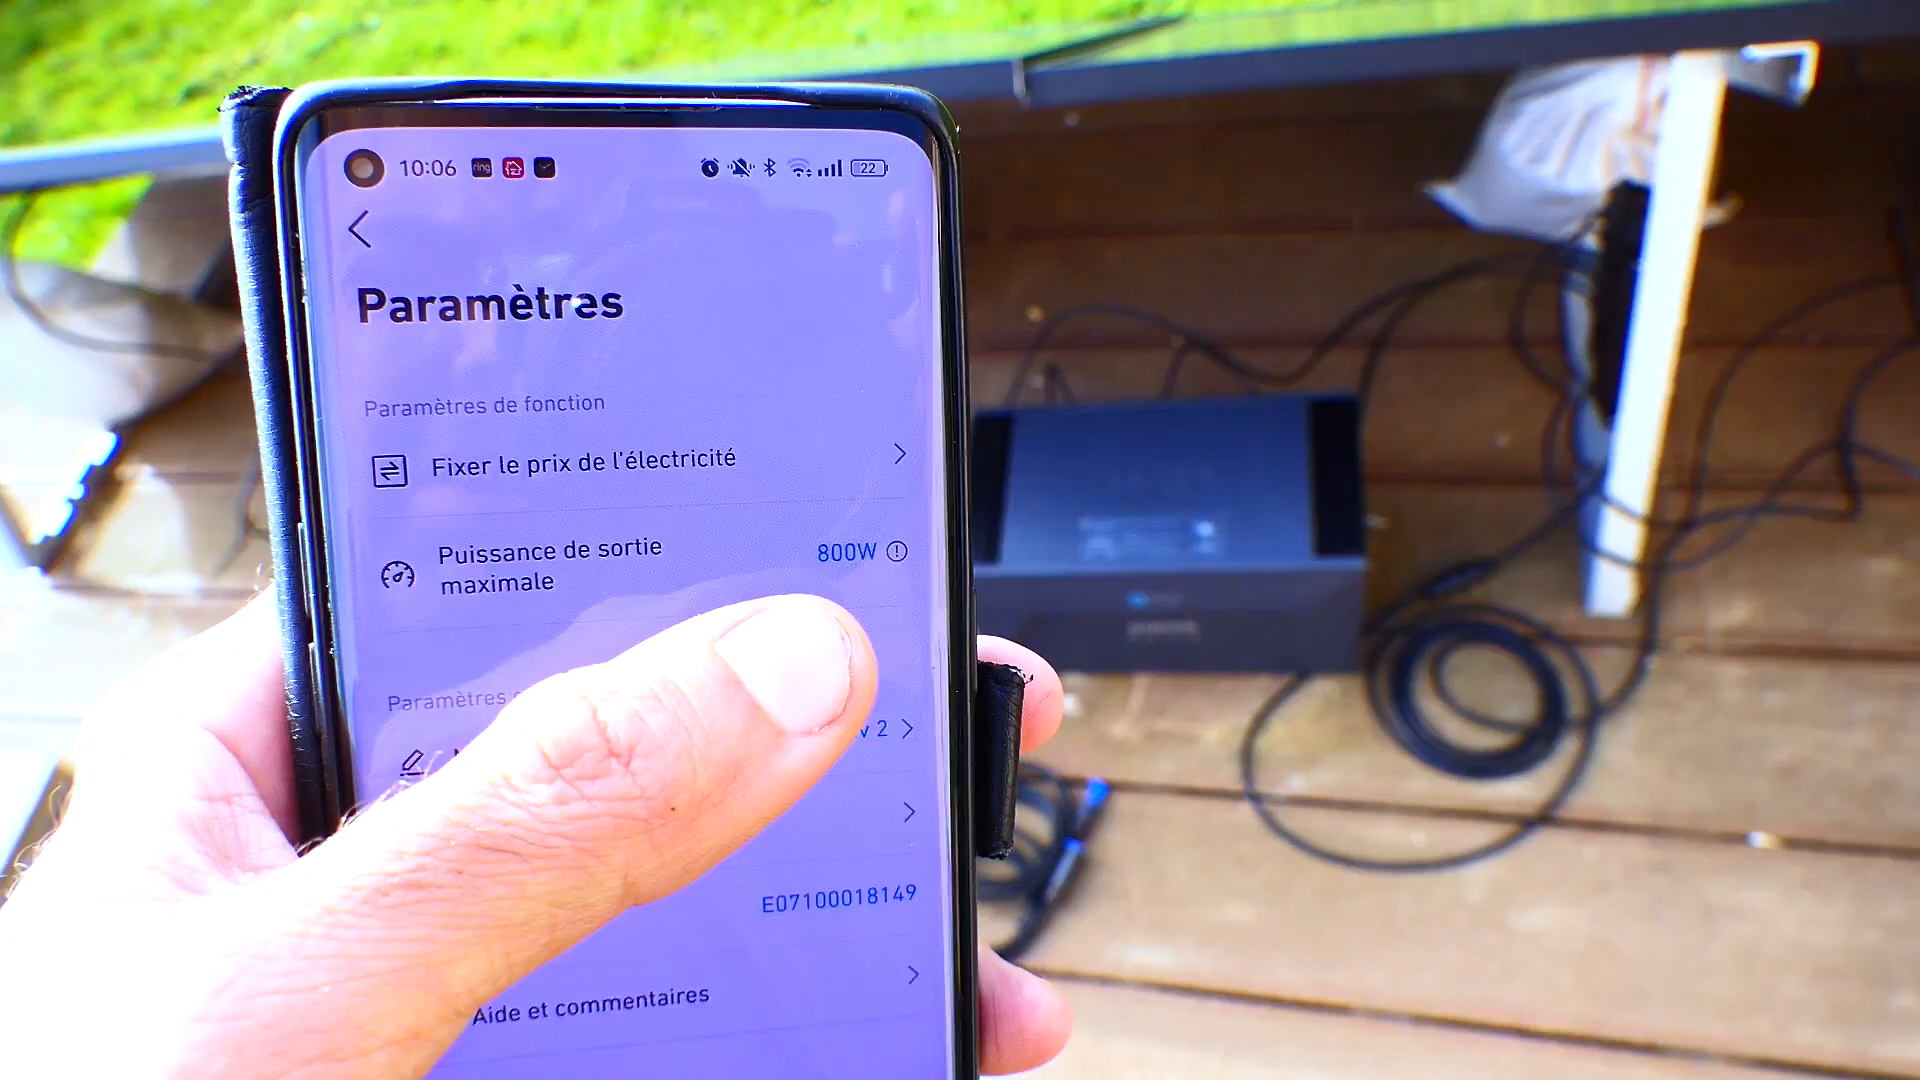 10:06 ring 22
Paramètres
Paramètres de fonction
Fixer le prix de l'électricité
Puissance de sortie
maximale
800W
Paramètres
2
E07100018149
Aide et commentaires